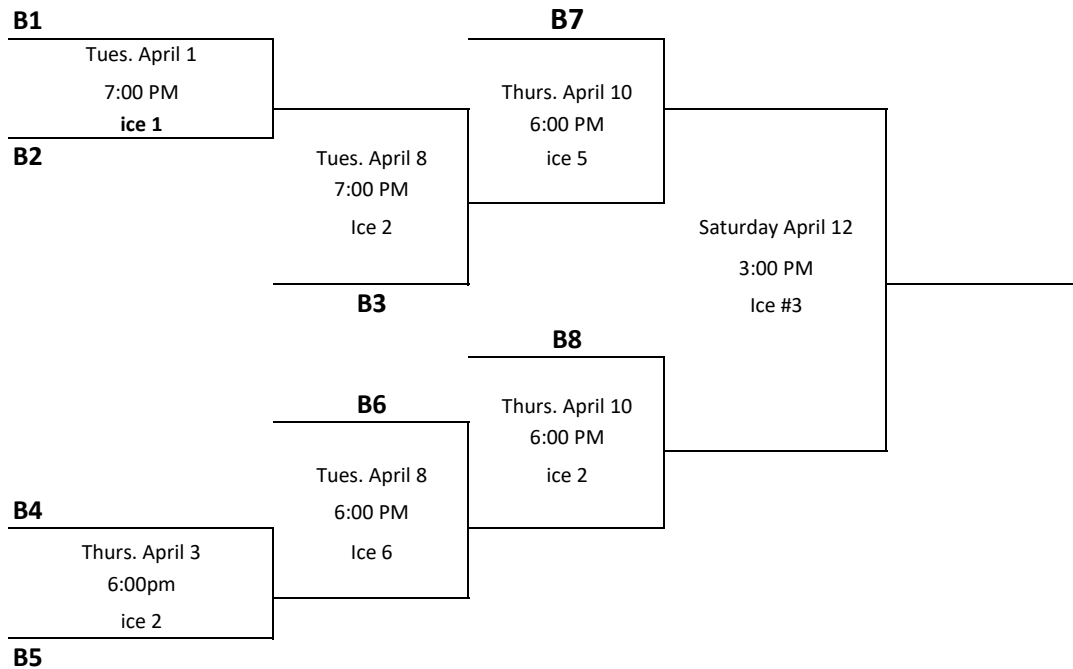 B1
Tues. April 1
7:00 PM
ice 1
B2
B7
Thurs. April 10
6:00 PM
ice 5
Tues. April 8
7:00 PM
Ice 2
B3
Saturday April 12
3:00 PM
Ice #3
B8
Thurs. April 10
6:00 PM
ice 2
B6
Tues. April 8
6:00 PM
Ice 6
B4
Thurs. April 3
6:00pm
ice 2
B5